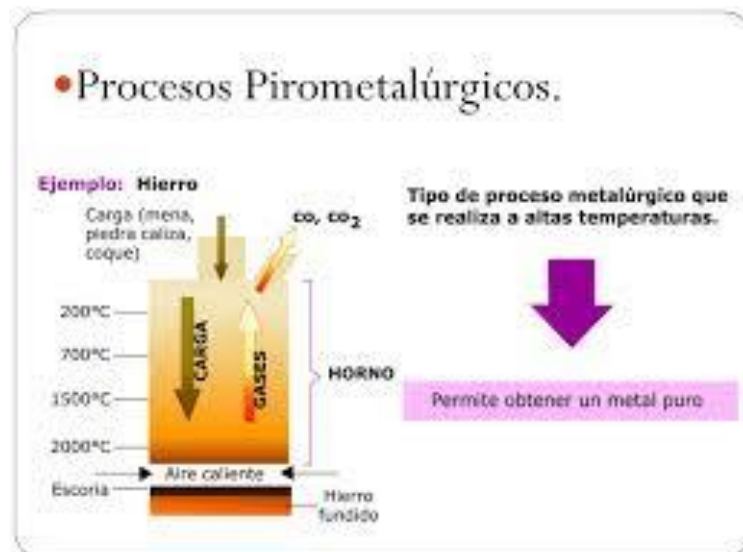 •Procesos Pirometalúrgicos.
Ejemplo: Hierro
Carga (mena,
piedra caliza,
coque)
co, co₂
200°C
700°C
1500°C
2000°C
CARGA
GASES
HORNO
Aire caliente
Escoria
Hierro
fundido
Tipo de proceso metalúrgico que
se realiza a altas temperaturas.
Permite obtener un metal puro